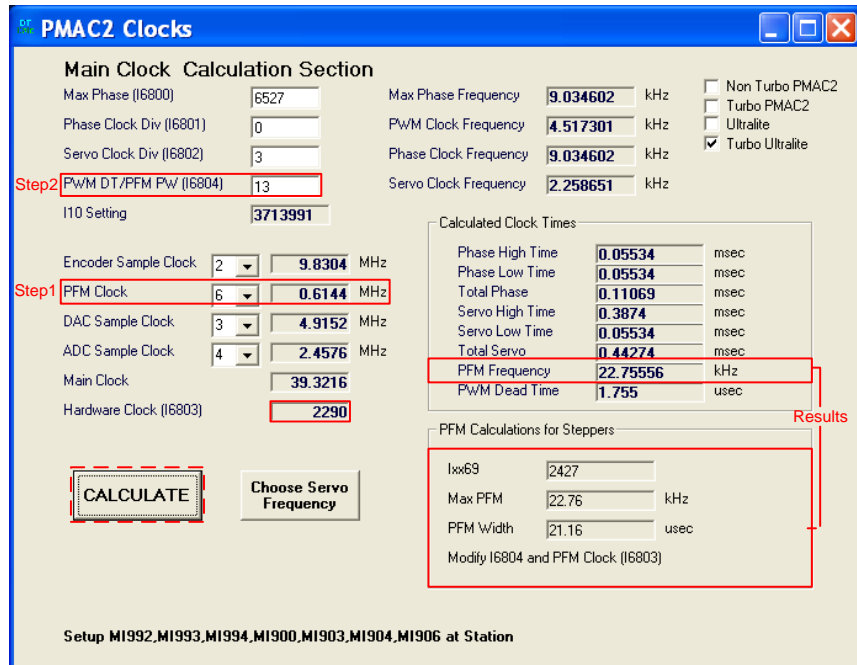 PMAC2 Clocks
Main Clock Calculation Section
Max Phase (I6800) 6527
Phase Clock Div (I6801) 0
Servo Clock Div (I6802) 3
Step2 PWM DT/PFM PW (I6804) 13
I10 Setting 3713991
Max Phase Frequency 9.034602 kHz
PWM Clock Frequency 4.517301 kHz
Phase Clock Frequency 9.034602 kHz
Servo Clock Frequency 2.258651 kHz
Non Turbo PMAC2
Turbo PMAC2
Ultralite
Turbo Ultralite
Encoder Sample Clock 2 9.8304 MHz
Step1 PFM Clock 6 0.6144 MHz
DAC Sample Clock 3 4.9152 MHz
ADC Sample Clock 4 2.4576 MHz
Main Clock 39.3216
Hardware Clock (I6803) 2290
Calculated Clock Times
Phase High Time 0.05534 msec
Phase Low Time 0.05534 msec
Total Phase 0.11069 msec
Servo High Time 0.3874 msec
Servo Low Time 0.05534 msec
Total Servo 0.44274 msec
PFM Frequency 22.75556 kHz
PWM Dead Time 1.755 usec
Results
PFM Calculations for Steppers
Ixx69 2427
Max PFM 22.76 kHz
PFM Width 21.16 usec
Modify I6804 and PFM Clock (I6803)
CALCULATE
Choose Servo
Frequency
Setup MI992,MI993,MI994,MI900,MI903,MI904,MI906 at Station